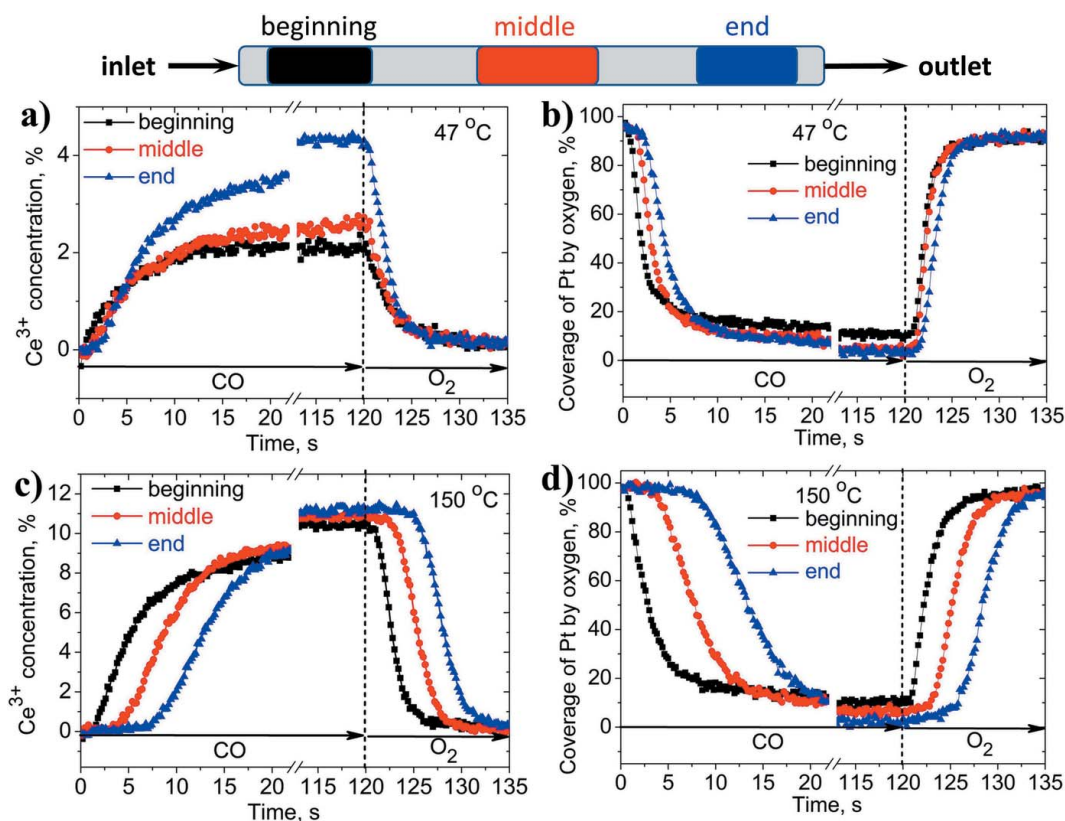 beginning middle end
inlet outlet
a)
beginning
middle
end
47 °C
Ce3+ concentration, %
4
2
0
CO O2
0 5 10 15 20 115 120 125 130 135
Time, s
b)
47 °C
beginning
middle
end
Coverage of Pt by oxygen, %
100
80
60
40
20
0
CO O2
0 5 10 15 20 115 120 125 130 135
Time, s
c)
beginning
middle
end
150 °C
Ce3+ concentration, %
12
10
8
6
4
2
0
CO O2
0 5 10 15 20 115 120 125 130 135
Time, s
d)
150 °C
beginning
middle
end
Coverage of Pt by oxygen, %
100
80
60
40
20
0
CO O2
0 5 10 15 20 115 120 125 130 135
Time, s